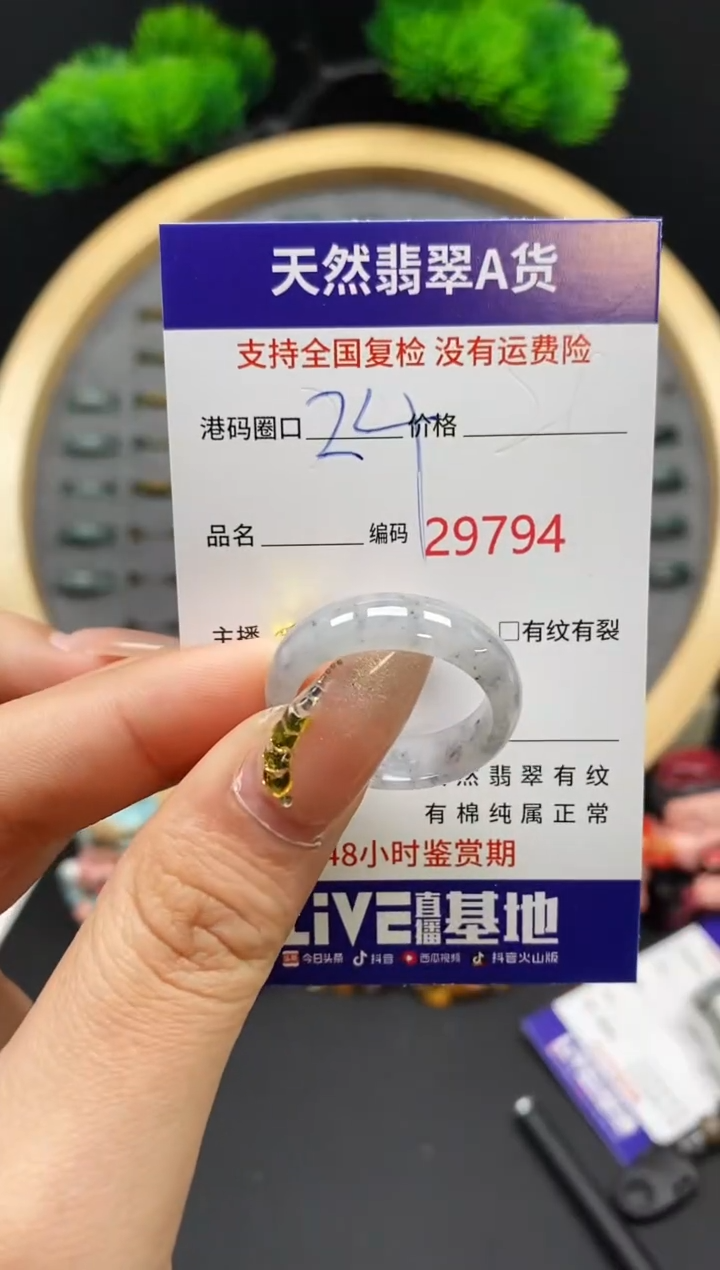 天然翡翠A货
支持全国复检 没有运费险
港码圈口 24 价格
品名 编码 29794
主播 □有纹有裂
然翡翠有纹
有棉纯属正常
48小时鉴赏期
LiVE直播基地
今日头条 抖音 西瓜视频 抖音火山版